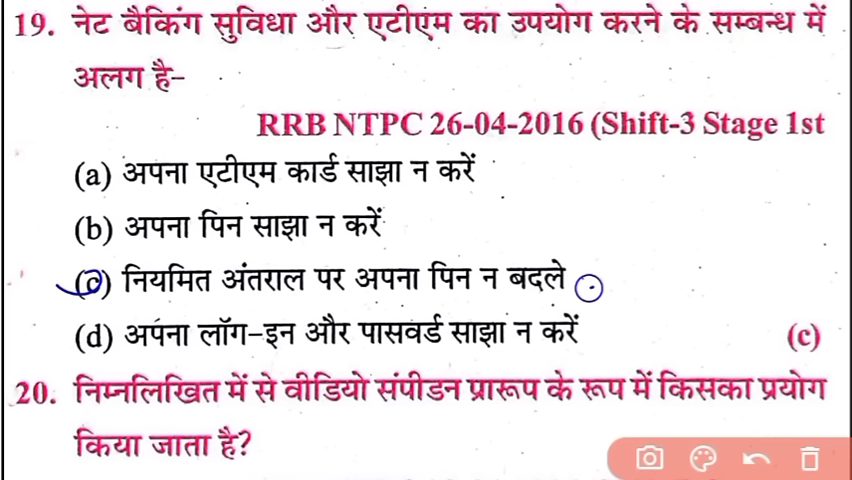 19. नेट बैकिंग सुविधा और एटीएम का उपयोग करने के सम्बन्ध में
अलग है-
RRB NTPC 26-04-2016 (Shift-3 Stage 1st
(a) अपना एटीएम कार्ड साझा न करें
(b) अपना पिन साझा न करें
(c) नियमित अंतराल पर अपना पिन न बदले
(d) अपना लॉग-इन और पासवर्ड साझा न करें (c)
20. निम्नलिखित में से वीडियो संपीडन प्रारूप के रूप में किसका प्रयोग
किया जाता है?